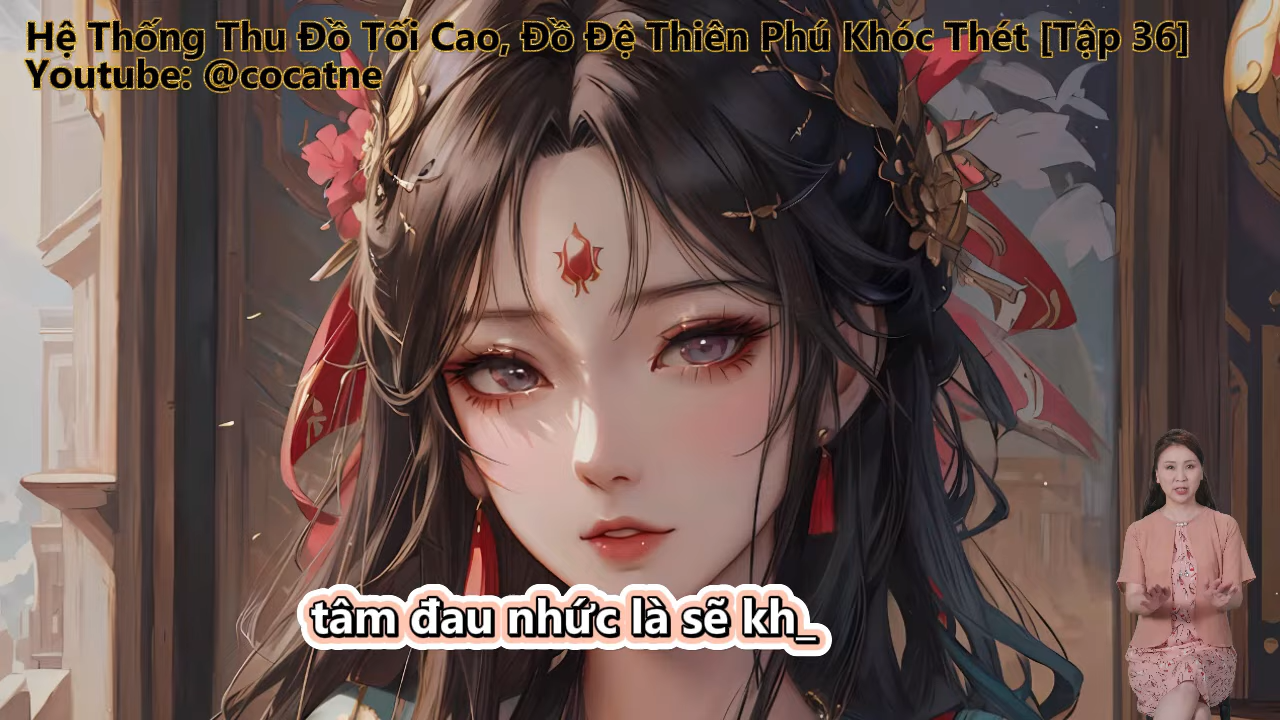 Hệ Thống Thu Đồ Tối Cao, Đồ Đệ Thiên Phú Khóc Thét [Tập 36]
Youtube: @cocatne
tâm đau nhức là sẽ kh_